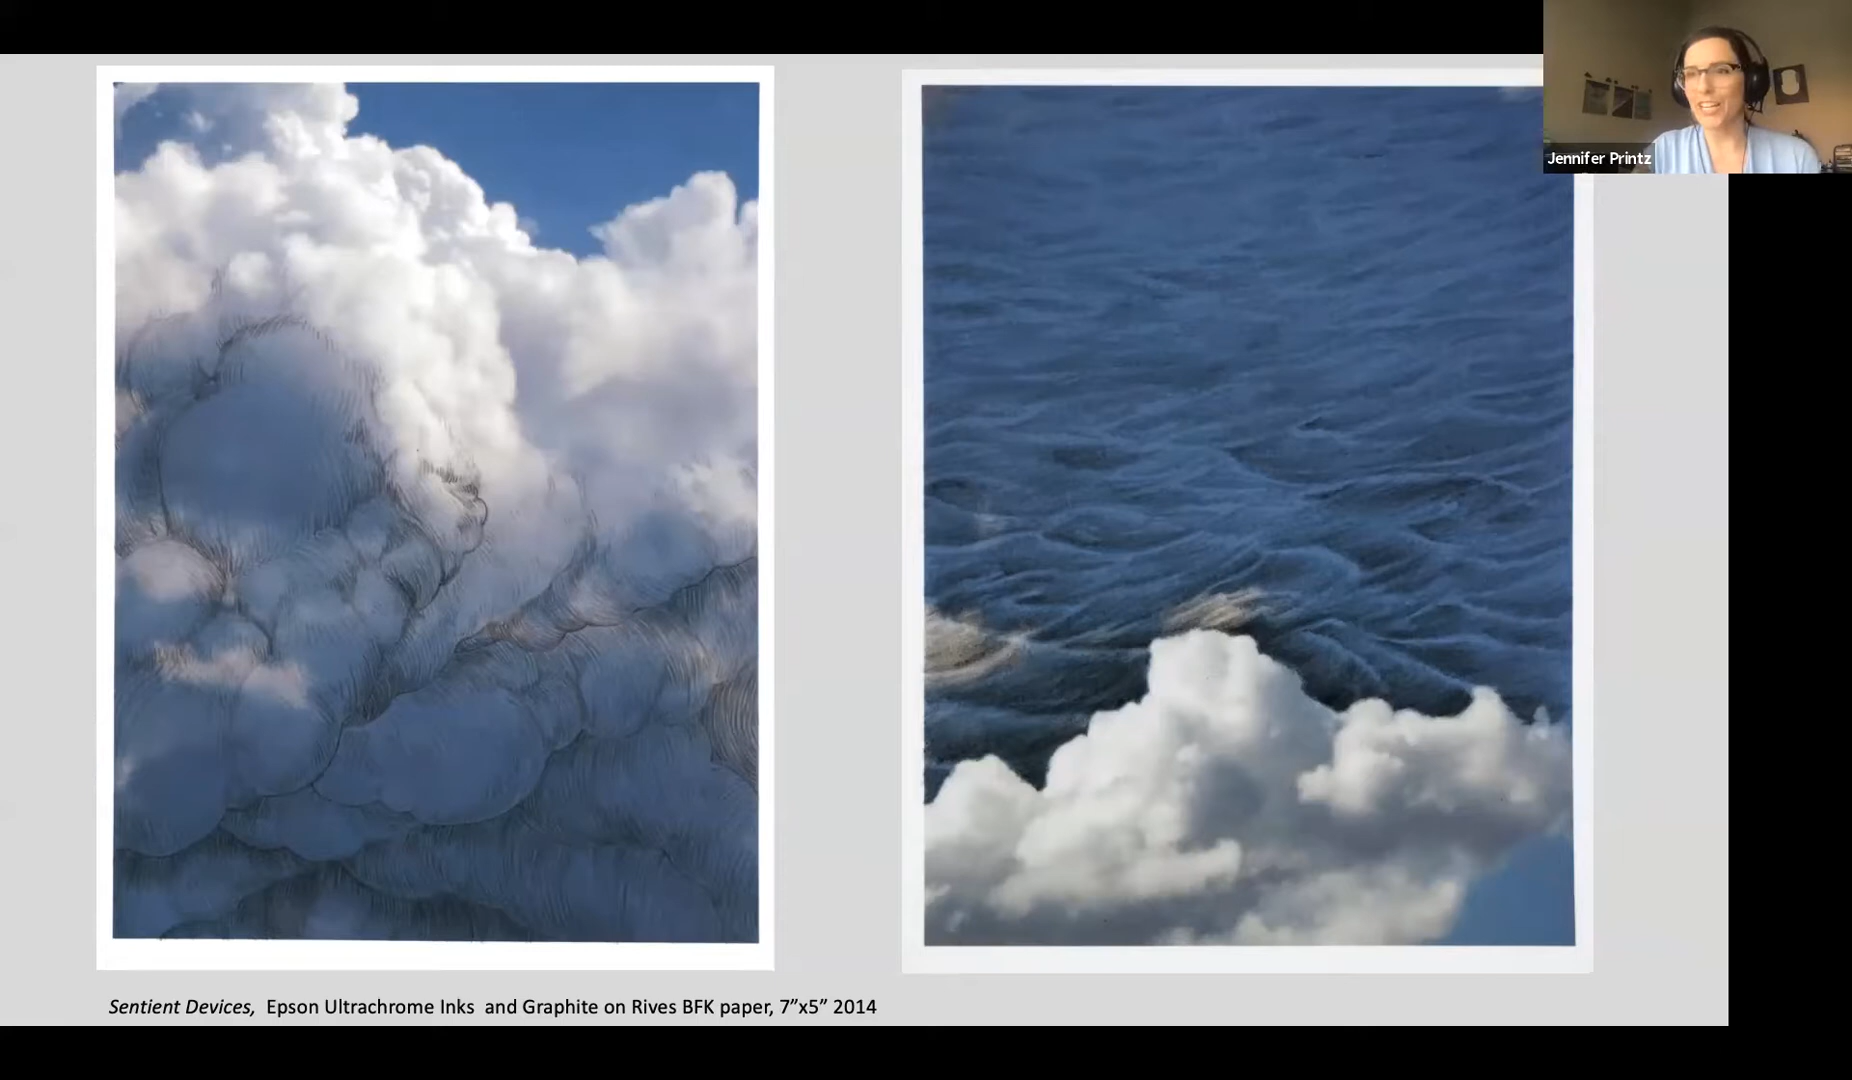 Jennifer Printz
Sentient Devices, Epson Ultrachrome Inks and Graphite on Rives BFK paper, 7”x5” 2014